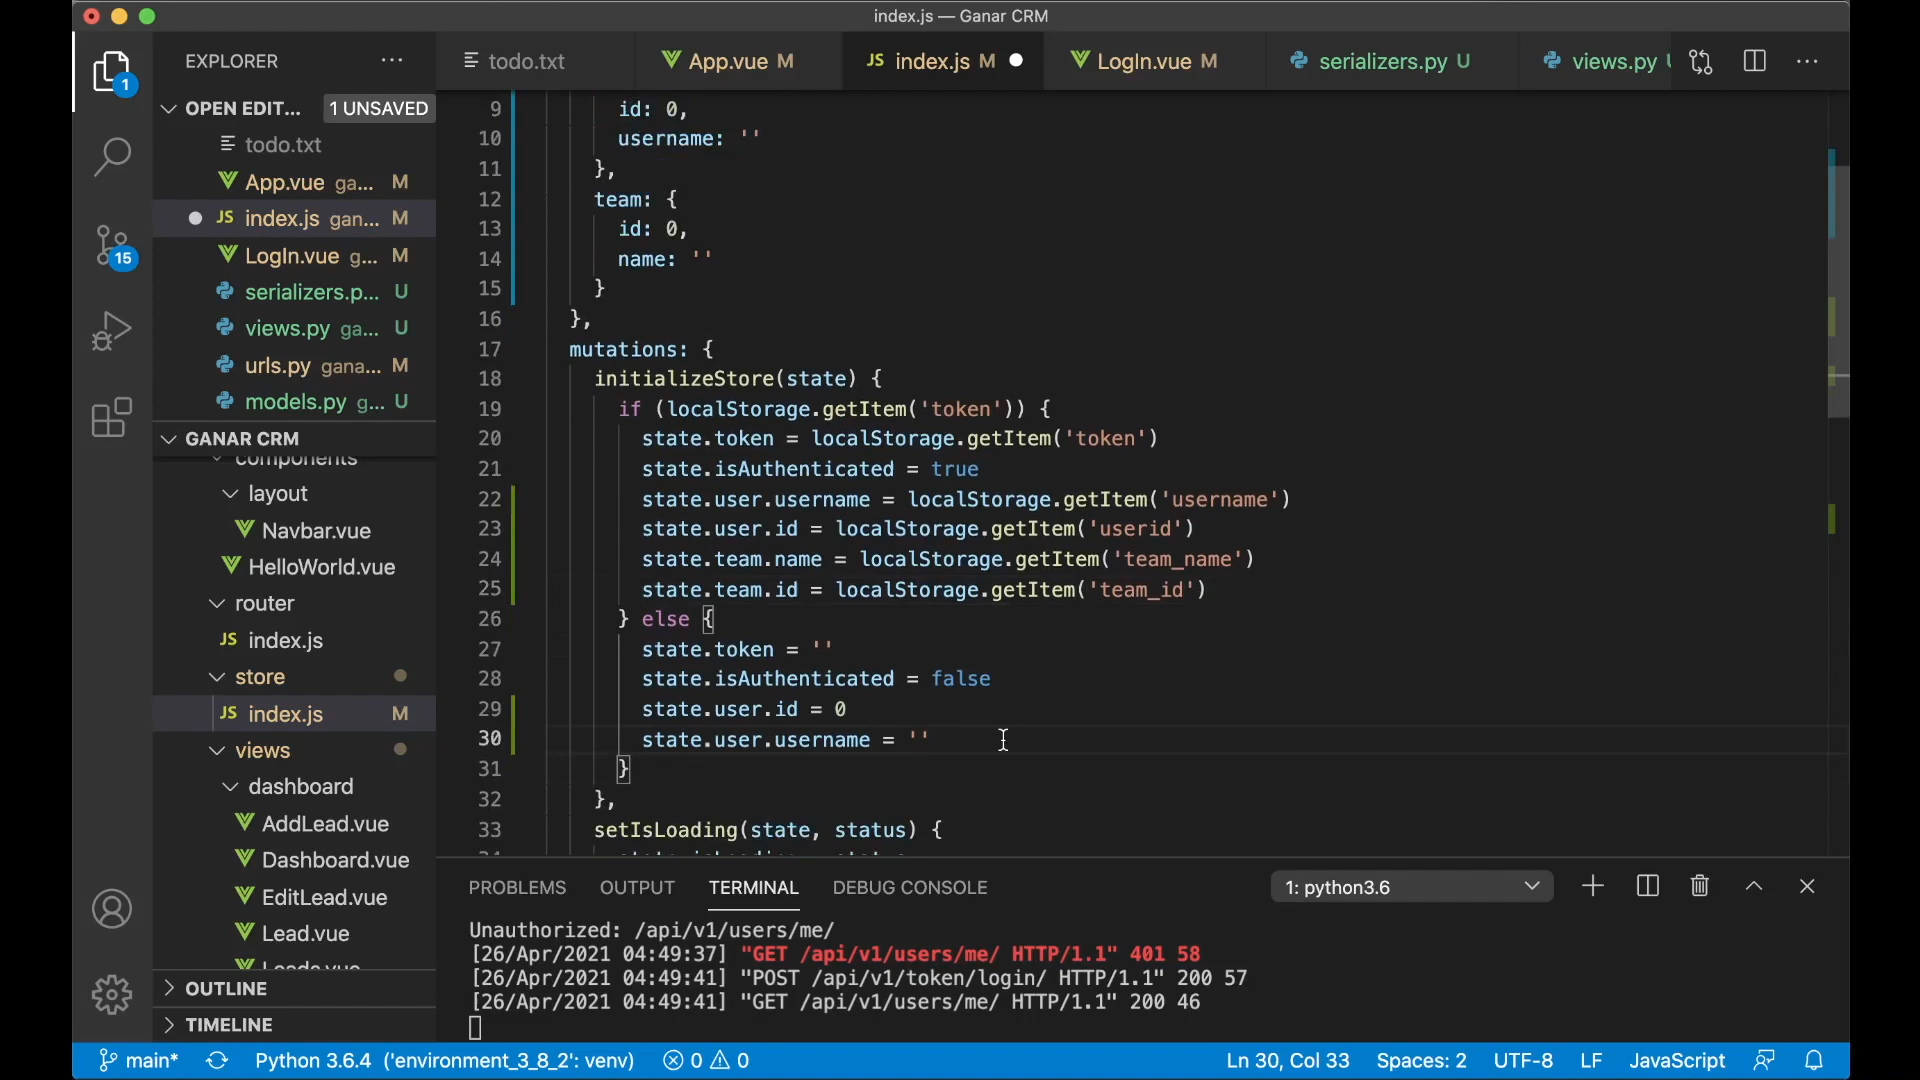 index.js — Ganar CRM
EXPLORER ...
todo.txt
App.vue M
JS index.js M
LogIn.vue M
serializers.py U
views.py
OPEN EDIT... 1 UNSAVED
todo.txt
App.vue ga... M
JS index.js gan... M
LogIn.vue g... M
serializers.p... U
views.py ga... U
urls.py gana... M
models.py g... U
GANAR CRM
components
layout
Navbar.vue
HelloWorld.vue
router
JS index.js
store
JS index.js M
views
dashboard
AddLead.vue
Dashboard.vue
EditLead.vue
Lead.vue
Leads.vue
OUTLINE
TIMELINE
1
15
9 id: 0,
10 username: ''
11 },
12 team: {
13 id: 0,
14 name: ''
15 }
16 },
17 mutations: {
18 initializeStore(state) {
19 if (localStorage.getItem('token')) {
20 state.token = localStorage.getItem('token')
21 state.isAuthenticated = true
22 state.user.username = localStorage.getItem('username')
23 state.user.id = localStorage.getItem('userid')
24 state.team.name = localStorage.getItem('team_name')
25 state.team.id = localStorage.getItem('team_id')
26 } else {
27 state.token = ''
28 state.isAuthenticated = false
29 state.user.id = 0
30 state.user.username = ''
31 }
32 },
33 setIsLoading(state, status) {
PROBLEMS OUTPUT TERMINAL DEBUG CONSOLE 1: python3.6
Unauthorized: /api/v1/users/me/
[26/Apr/2021 04:49:37] "GET /api/v1/users/me/ HTTP/1.1" 401 58
[26/Apr/2021 04:49:41] "POST /api/v1/token/login/ HTTP/1.1" 200 57
[26/Apr/2021 04:49:41] "GET /api/v1/users/me/ HTTP/1.1" 200 46
main* Python 3.6.4 ('environment_3_8_2': venv) 0 0 Ln 30, Col 33 Spaces: 2 UTF-8 LF JavaScript